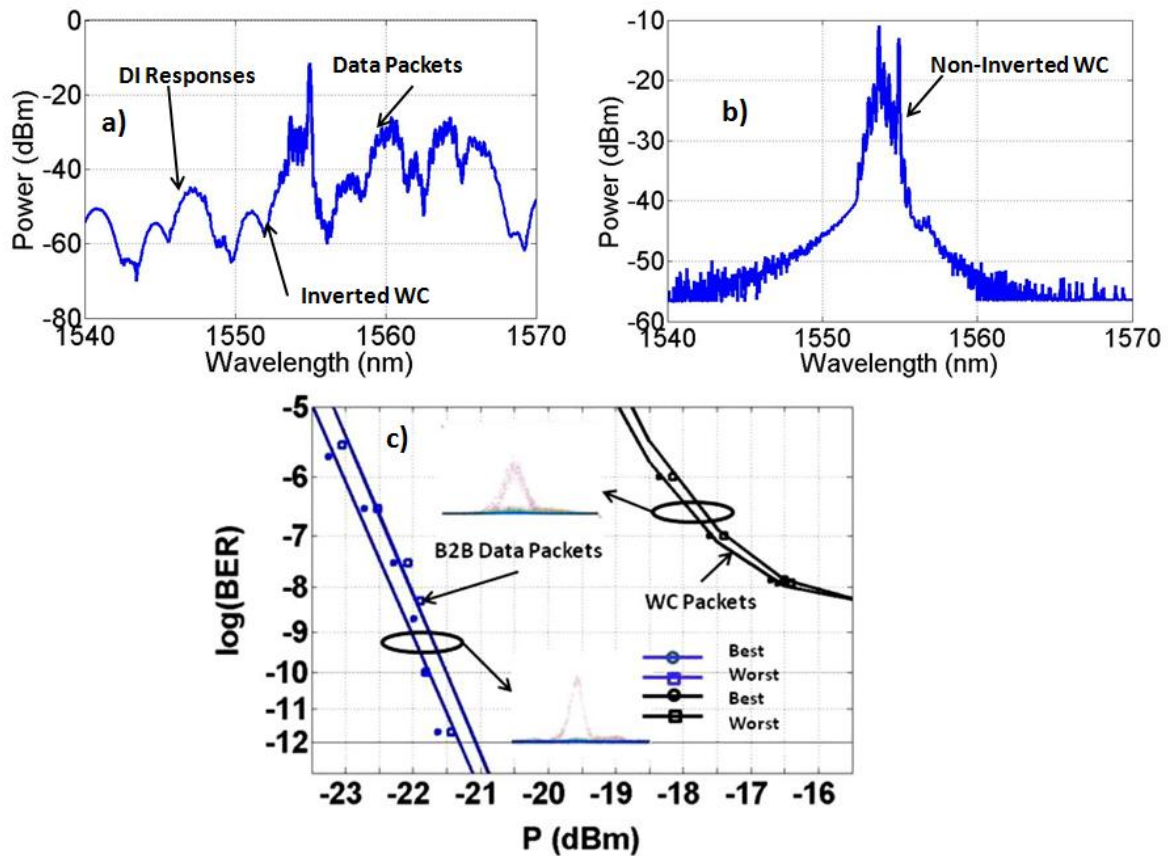 0
-10
DI Responses
Data Packets
Non-Inverted WC
a)
b)
-20
-20
-30
-40
-40
-60
-50
Inverted WC
-80
-60
Power (dBm)
Power (dBm)
1540
1550
1560
1570
1540
1550
1560
1570
Wavelength (nm)
Wavelength (nm)
-5
c)
-6
-7
B2B Data Packets
-8
WC Packets
log(BER)
-9
Best
Worst
-10
Best
-11
Worst
-12
-23
-22
-21
-20
-19
-18
-17
-16
P (dBm)